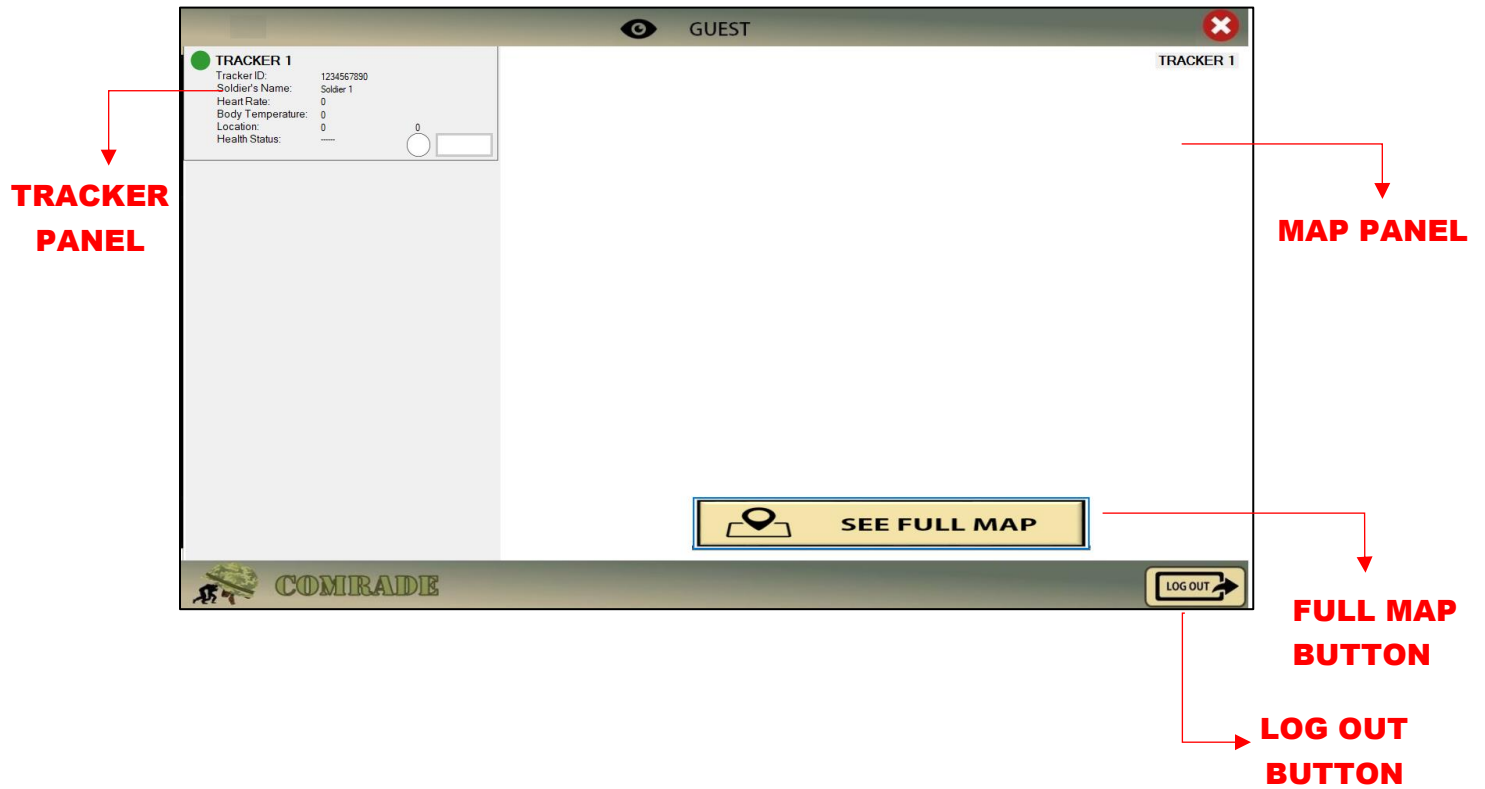 GUEST
TRACKER 1
Tracker ID: 1234567890
Soldier's Name: Soldier 1
Heart Rate: 0
Body Temperature: 0
Location: 0 0
Health Status: -----
TRACKER 1
TRACKER
PANEL
MAP PANEL
SEE FULL MAP
COMRADE
LOG OUT
FULL MAP
BUTTON
LOG OUT
BUTTON